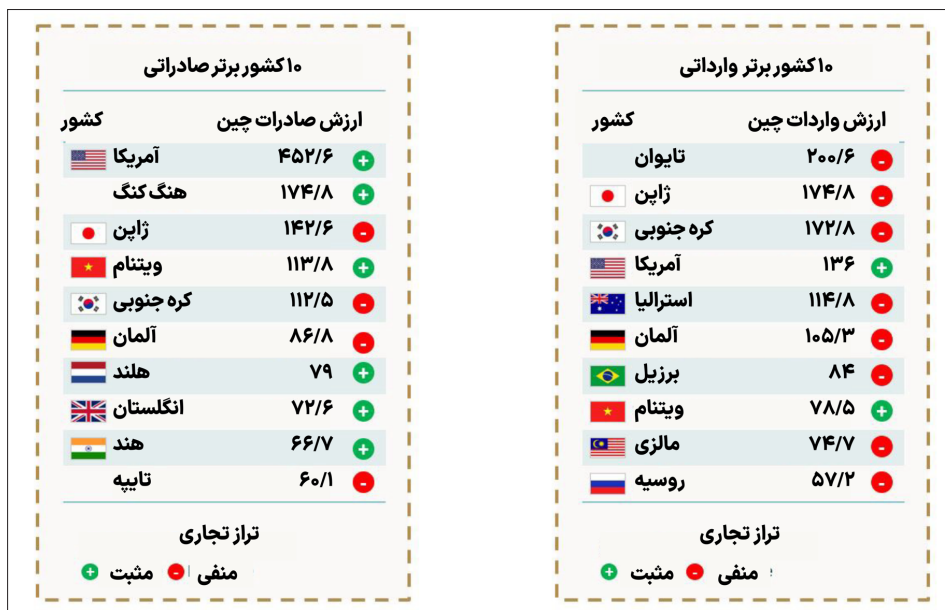 ۱۰ کشور برتر وارداتی
ارزش واردات چین کشور
۲۰۰/۶ تایوان
۱۷۴/۸ ژاپن
۱۷۲/۸ کره جنوبی
۱۳۶ آمریکا
۱۱۴/۸ استرالیا
۱۰۵/۳ آلمان
۸۴ برزیل
۷۸/۵ ویتنام
۷۴/۷ مالزی
۵۷/۲ روسیه
تراز تجاری
منفی مثبت
۱۰ کشور برتر صادراتی
ارزش صادرات چین کشور
۴۵۲/۶ آمریکا
۱۷۴/۸ هنگ کنگ
۱۴۲/۶ ژاپن
۱۱۳/۸ ویتنام
۱۱۲/۵ کره جنوبی
۸۶/۸ آلمان
۷۹ هلند
۷۲/۶ انگلستان
۶۶/۷ هند
۶۰/۱ تایپه
تراز تجاری
منفی مثبت